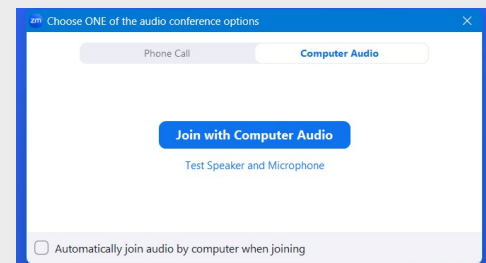 zm Choose ONE of the audio conference options
Phone Call Computer Audio
Join with Computer Audio
Test Speaker and Microphone
Automatically join audio by computer when joining